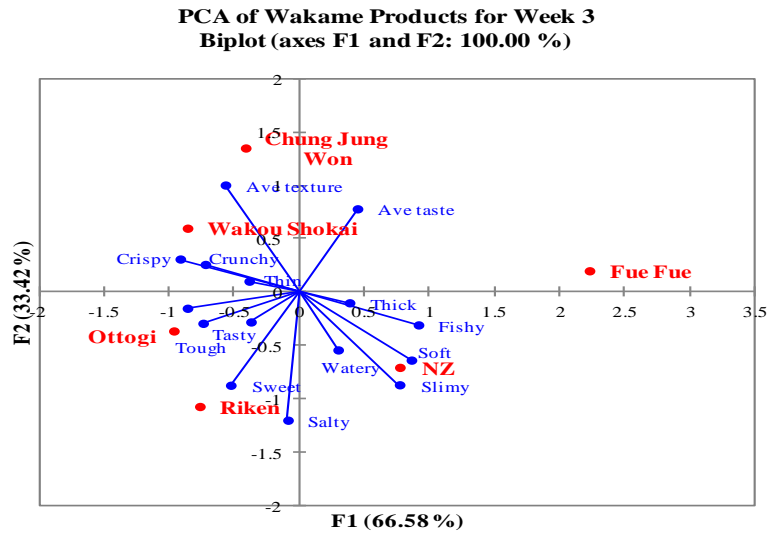 PCA of Wakame Products for Week 3
Biplot (axes F1 and F2: 100.00 %)
2
Chung Jung
Won
1.5
Ave texture
1
Ave taste
Wakou Shokai
0.5
Crispy
Crunchy
Fue Fue
Thin
0
-2
-1.5
-1
-0.5
0
0.5
1
1.5
2
2.5
3
3.5
Thick
Fishy
Ottogi
Tough
Tasty
-0.5
Watery
Soft
NZ
Sweet
Slimy
-1
Riken
Salty
-1.5
-2
F2 (33.42 %)
F1 (66.58 %)